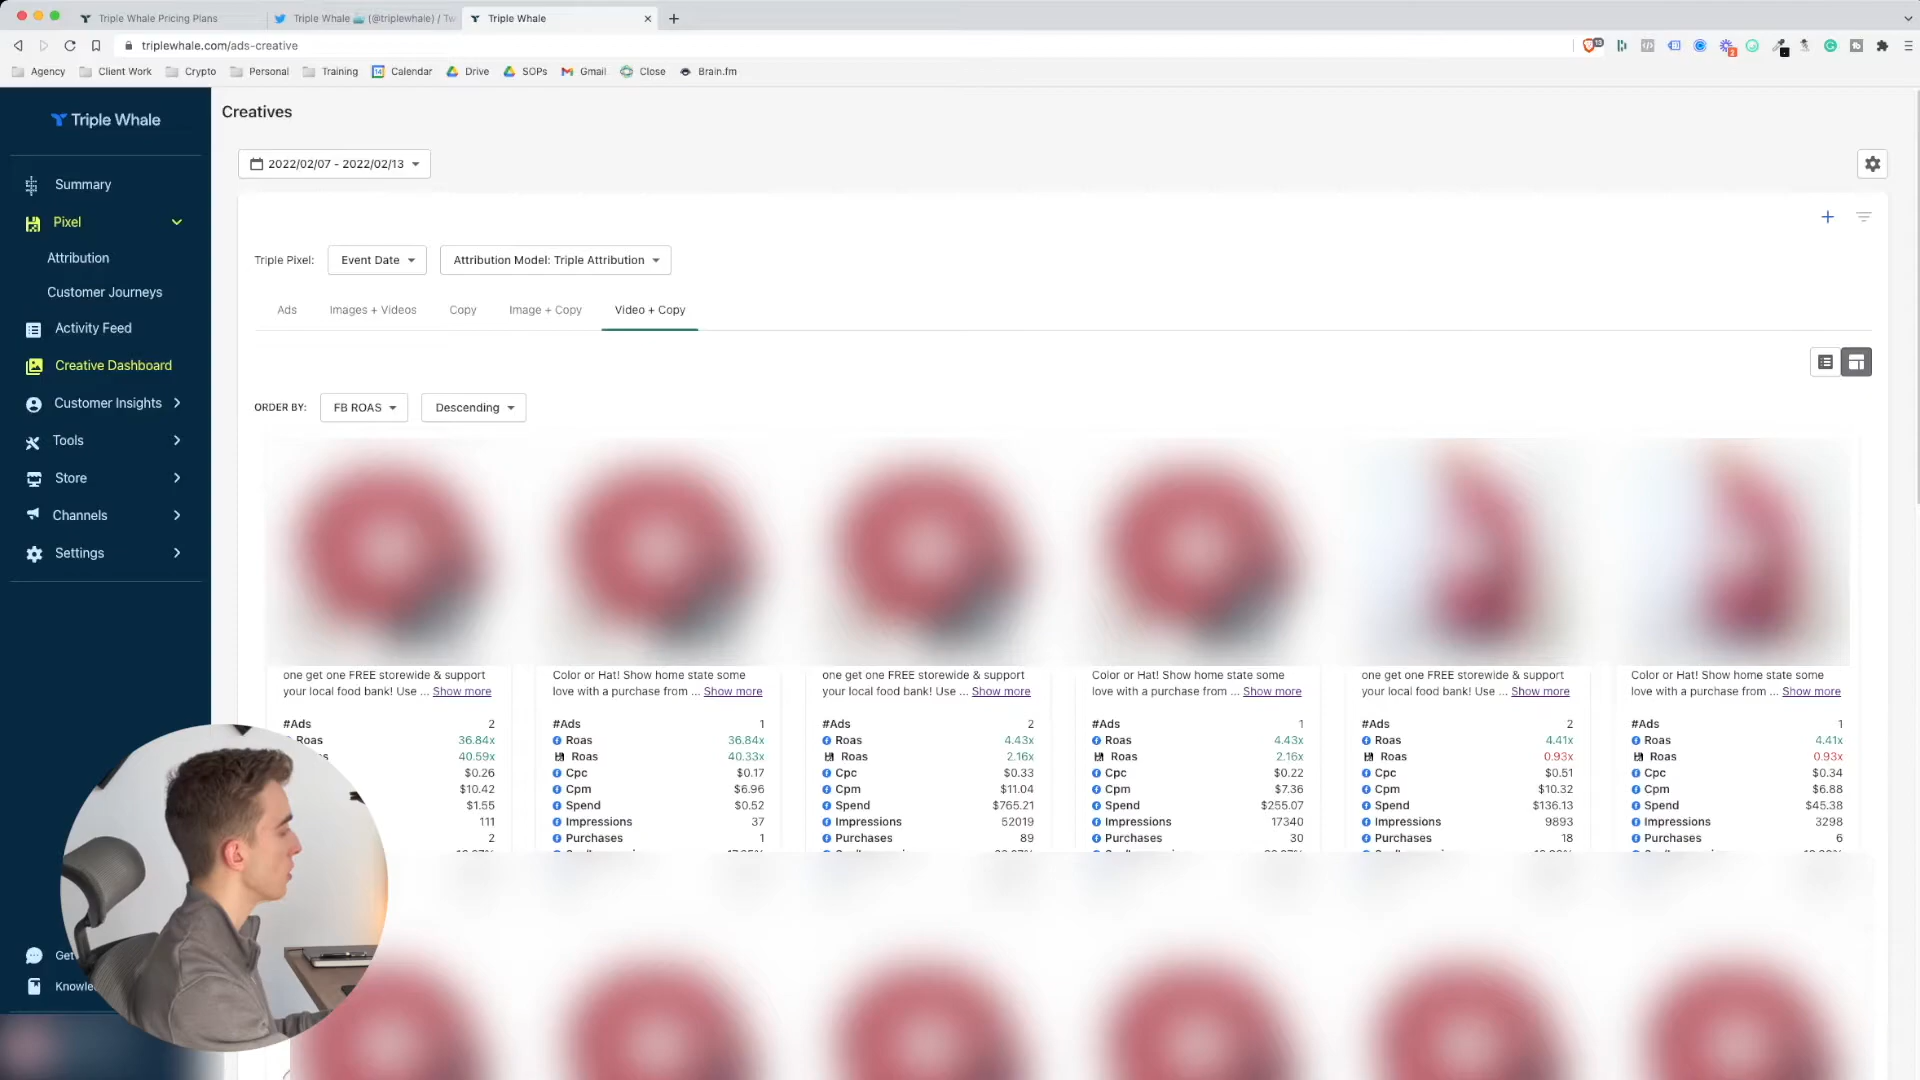 Triple Whale Pricing Plans
Triple Whale 🐳 (@triplewhale) / Tw
Triple Whale
triplewhale.com/ads-creative
13
2
Agency
Client Work
Crypto
Personal
Training
14
Calendar
Drive
SOPs
Gmail
Close
Brain.fm
Triple Whale
Summary
Pixel
Attribution
Customer Journeys
Activity Feed
Creative Dashboard
Customer Insights
Tools
Store
Channels
Settings
Get
Knowle
Creatives
2022/02/07 - 2022/02/13
Triple Pixel:
Event Date
Attribution Model: Triple Attribution
Ads
Images + Videos
Copy
Image + Copy
Video + Copy
ORDER BY:
FB ROAS
Descending
one get one FREE storewide & support
your local food bank! Use ... Show more
#Ads 2
Roas 36.84x
40.59x
$0.26
$10.42
$1.55
111
2
Color or Hat! Show home state some
love with a purchase from ... Show more
#Ads 1
Roas 36.84x
Roas 40.33x
Cpc $0.17
Cpm $6.96
Spend $0.52
Impressions 37
Purchases 1
one get one FREE storewide & support
your local food bank! Use ... Show more
#Ads 2
Roas 4.43x
Roas 2.16x
Cpc $0.33
Cpm $11.04
Spend $765.21
Impressions 52019
Purchases 89
Color or Hat! Show home state some
love with a purchase from ... Show more
#Ads 1
Roas 4.43x
Roas 2.16x
Cpc $0.22
Cpm $7.36
Spend $255.07
Impressions 17340
Purchases 30
one get one FREE storewide & support
your local food bank! Use ... Show more
#Ads 2
Roas 4.41x
Roas 0.93x
Cpc $0.51
Cpm $10.32
Spend $136.13
Impressions 9893
Purchases 18
Color or Hat! Show home state some
love with a purchase from ... Show more
#Ads 1
Roas 4.41x
Roas 0.93x
Cpc $0.34
Cpm $6.88
Spend $45.38
Impressions 3298
Purchases 6